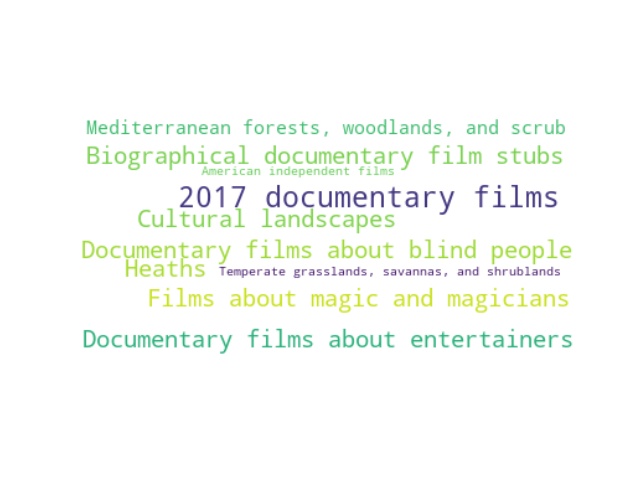 Mediterranean forests, woodlands, and scrub
Biographical documentary film stubs
American independent films
2017 documentary films
Cultural landscapes
Documentary films about blind people
Heaths
Temperate grasslands, savannas, and shrublands
Films about magic and magicians
Documentary films about entertainers